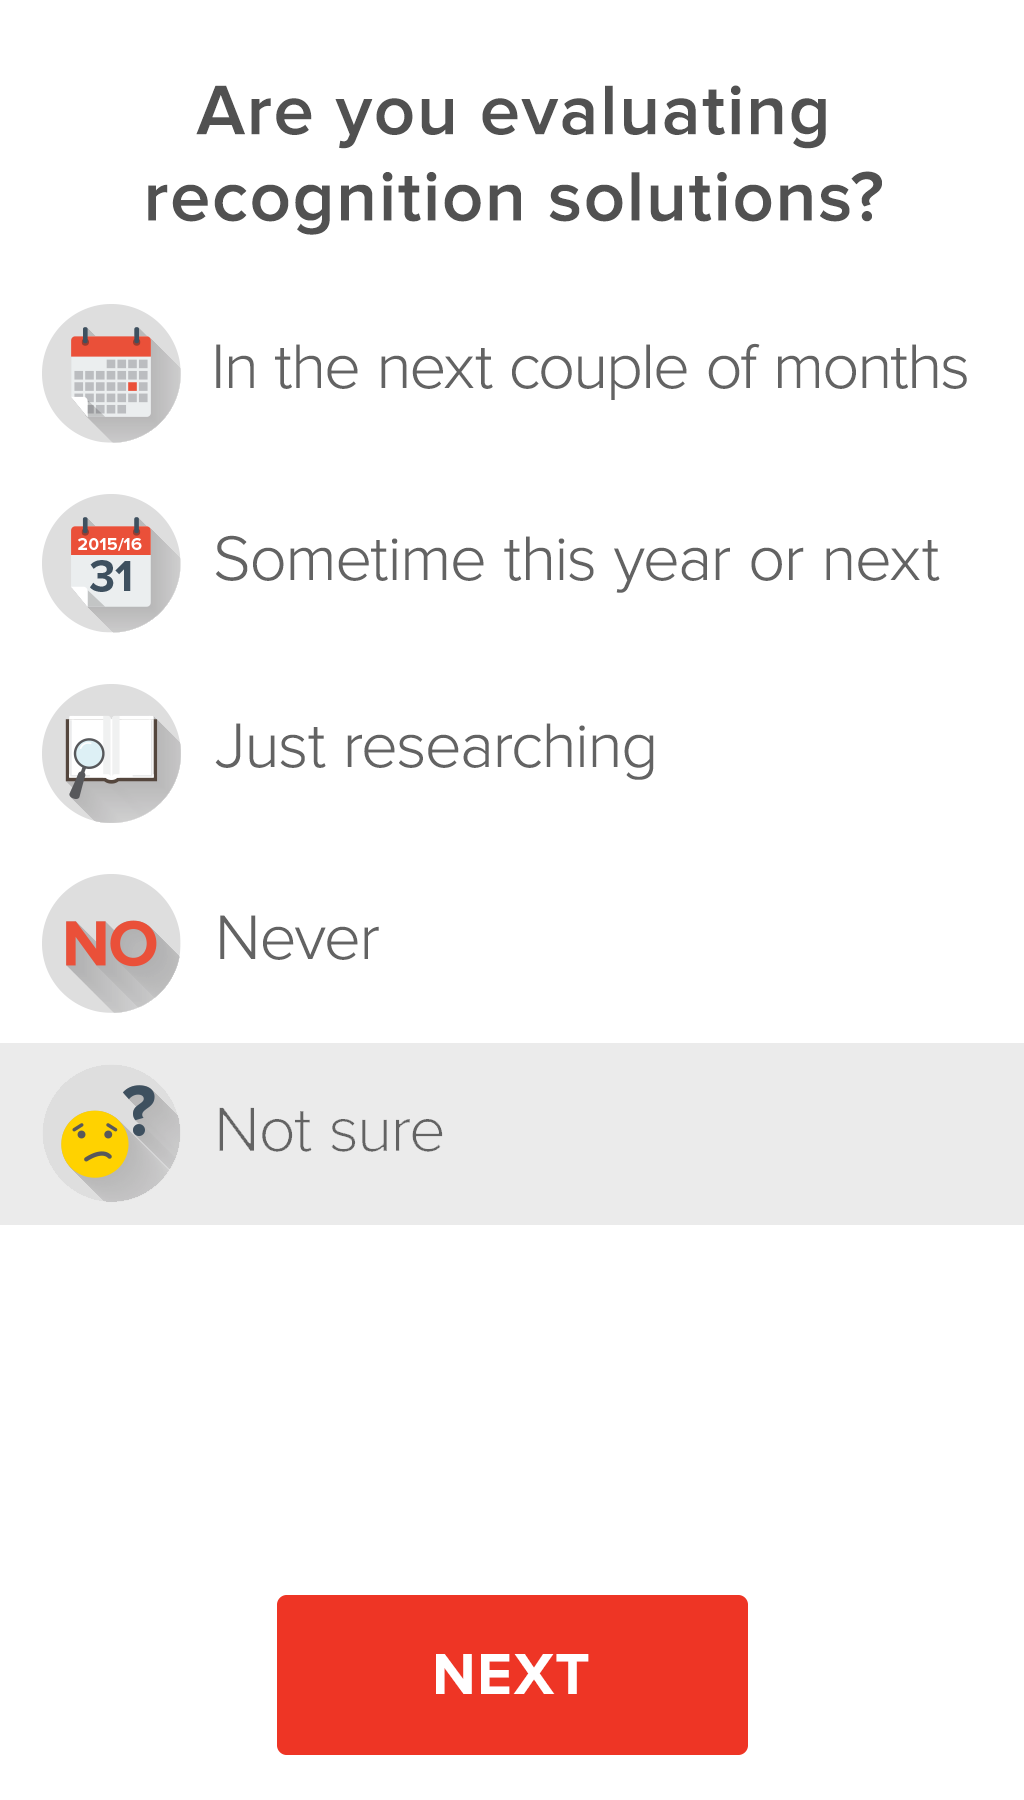 Are you evaluating
recognition solutions?
In the next couple of months
2015/16
31
Sometime this year or next
Just researching
NO
Never
?
Not sure
NEXT